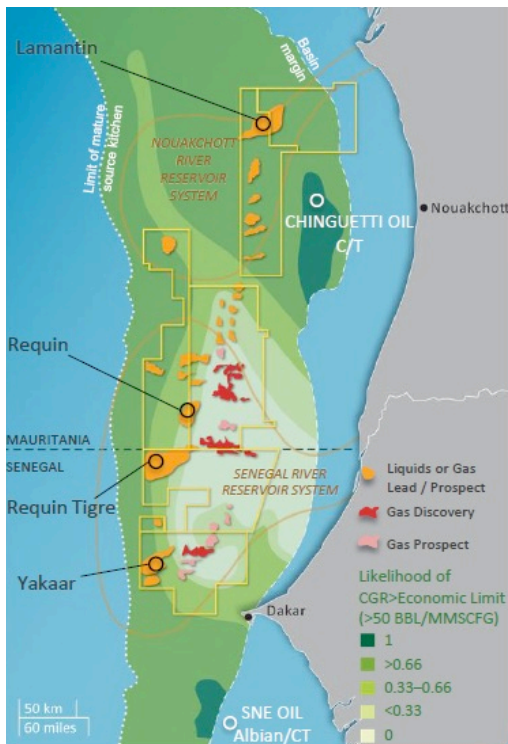 Lamantin
Basin
margin
Limit of mature
source kitchen
NOUAKCHOTT
RIVER
RESERVOIR
SYSTEM
Nouakchott
CHINGUETTI OIL
C/T
Requin
MAURITANIA
SENEGAL
SENEGAL RIVER
RESERVOIR SYSTEM
Requin Tigre
Yakaar
Dakar
Liquids or Gas
Lead / Prospect
Gas Discovery
Gas Prospect
Likelihood of
CGR>Economic Limit
(>50 BBL/MMSCFG)
1
>0.66
0.33–0.66
<0.33
0
50 km
60 miles
SNE OIL
Albian/CT